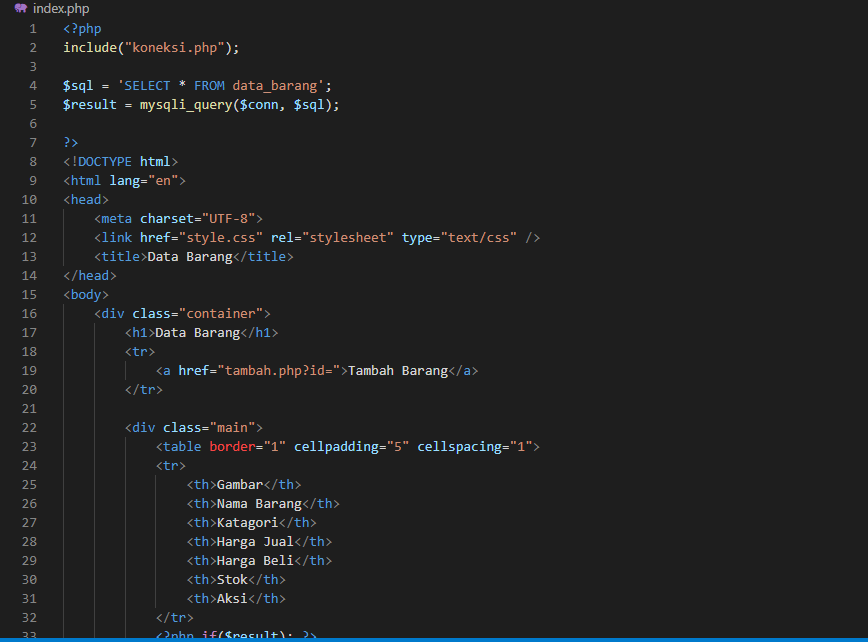 index.php
1 <?php
2 include("koneksi.php");
3
4 $sql = 'SELECT * FROM data_barang';
5 $result = mysqli_query($conn, $sql);
6
7 ?>
8 <!DOCTYPE html>
9 <html lang="en">
10 <head>
11     <meta charset="UTF-8">
12     <link href="style.css" rel="stylesheet" type="text/css" />
13     <title>Data Barang</title>
14 </head>
15 <body>
16     <div class="container">
17         <h1>Data Barang</h1>
18         <tr>
19             <a href="tambah.php?id=">Tambah Barang</a>
20         </tr>
21
22         <div class="main">
23             <table border="1" cellpadding="5" cellspacing="1">
24             <tr>
25                 <th>Gambar</th>
26                 <th>Nama Barang</th>
27                 <th>Katagori</th>
28                 <th>Harga Jual</th>
29                 <th>Harga Beli</th>
30                 <th>Stok</th>
31                 <th>Aksi</th>
32             </tr>
33             <?php if($result): ?>